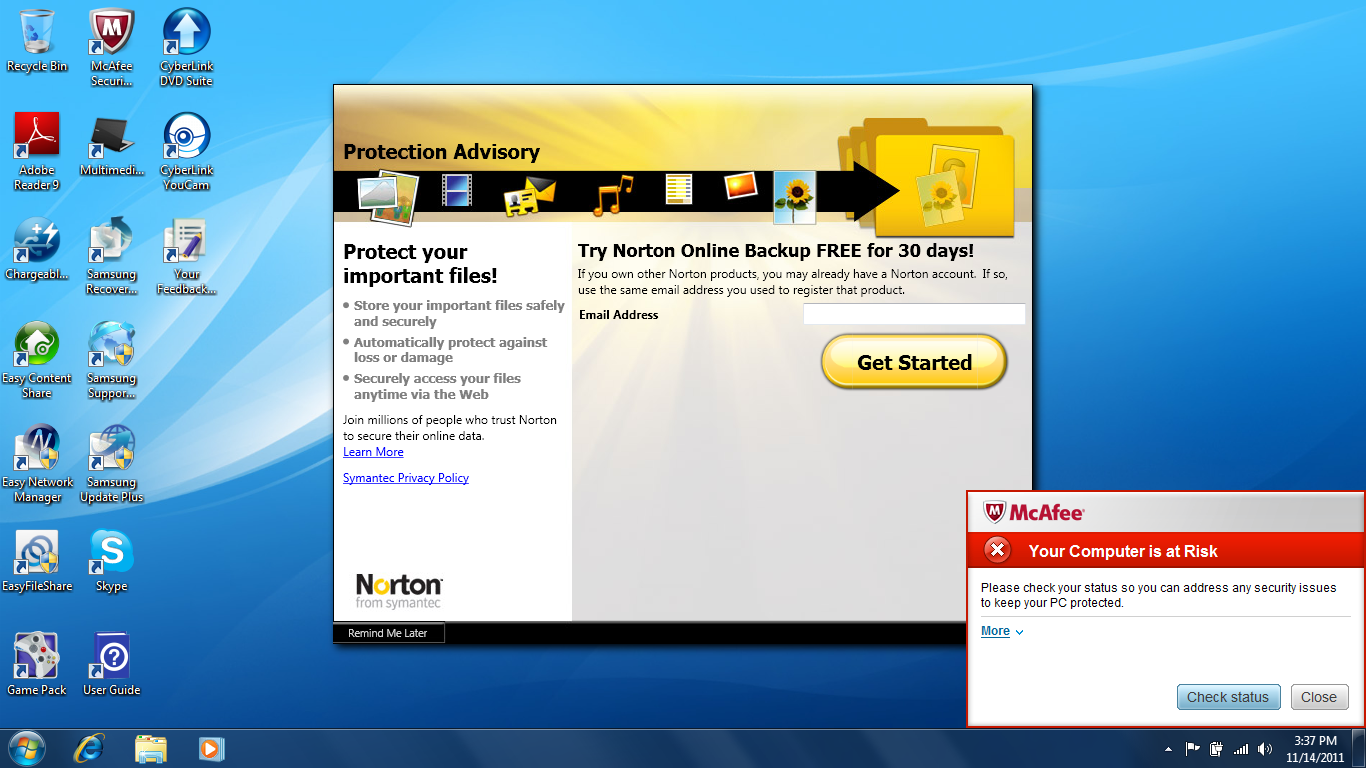 Recycle Bin
McAfee
Securi...
CyberLink
DVD Suite
Adobe
Reader 9
Multimedi...
CyberLink
YouCam
Chargeabl...
Samsung
Recover...
Your
Feedback...
Easy Content
Share
Samsung
Suppor...
Easy Network
Manager
Samsung
Update Plus
EasyFileShare
Skype
Game Pack
User Guide
Protection Advisory
Protect your
important files!
• Store your important files safely
and securely
• Automatically protect against
loss or damage
• Securely access your files
anytime via the Web
Join millions of people who trust Norton
to secure their online data.
Learn More
Symantec Privacy Policy
Norton
from symantec
Try Norton Online Backup FREE for 30 days!
If you own other Norton products, you may already have a Norton account.  If so,
use the same email address you used to register that product.
Email Address
Get Started
Remind Me Later
McAfee
Your Computer is at Risk
Please check your status so you can address any security issues
to keep your PC protected.
More
Check status
Close
3:37 PM
11/14/2011